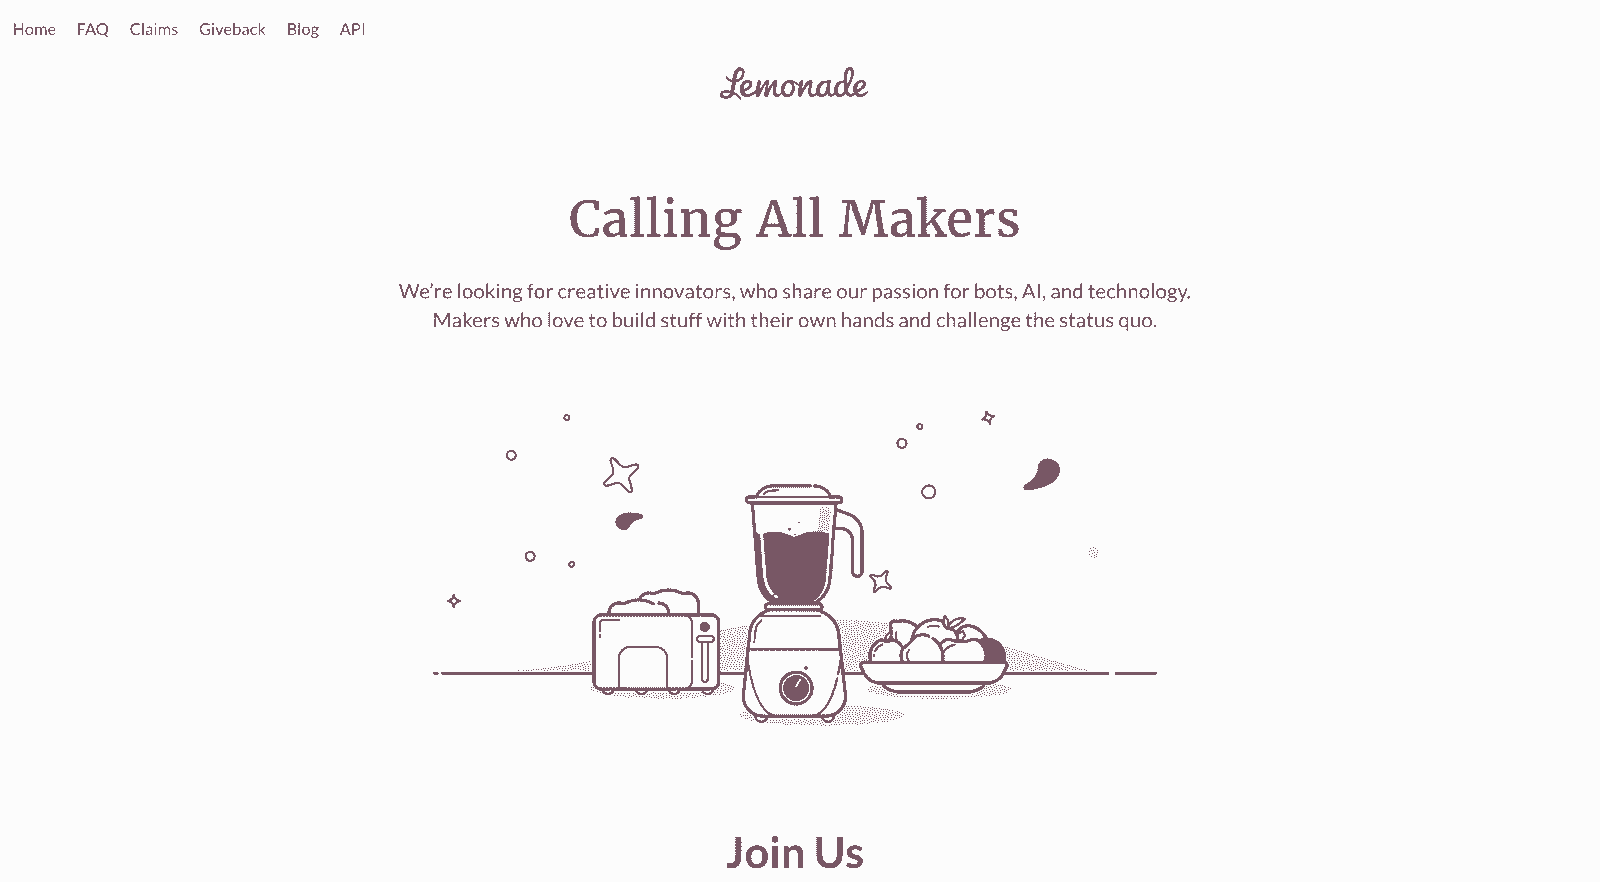 Home FAQ Claims Giveback Blog API
Lemonade
Calling All Makers
We’re looking for creative innovators, who share our passion for bots, AI, and technology.
Makers who love to build stuff with their own hands and challenge the status quo.
Join Us